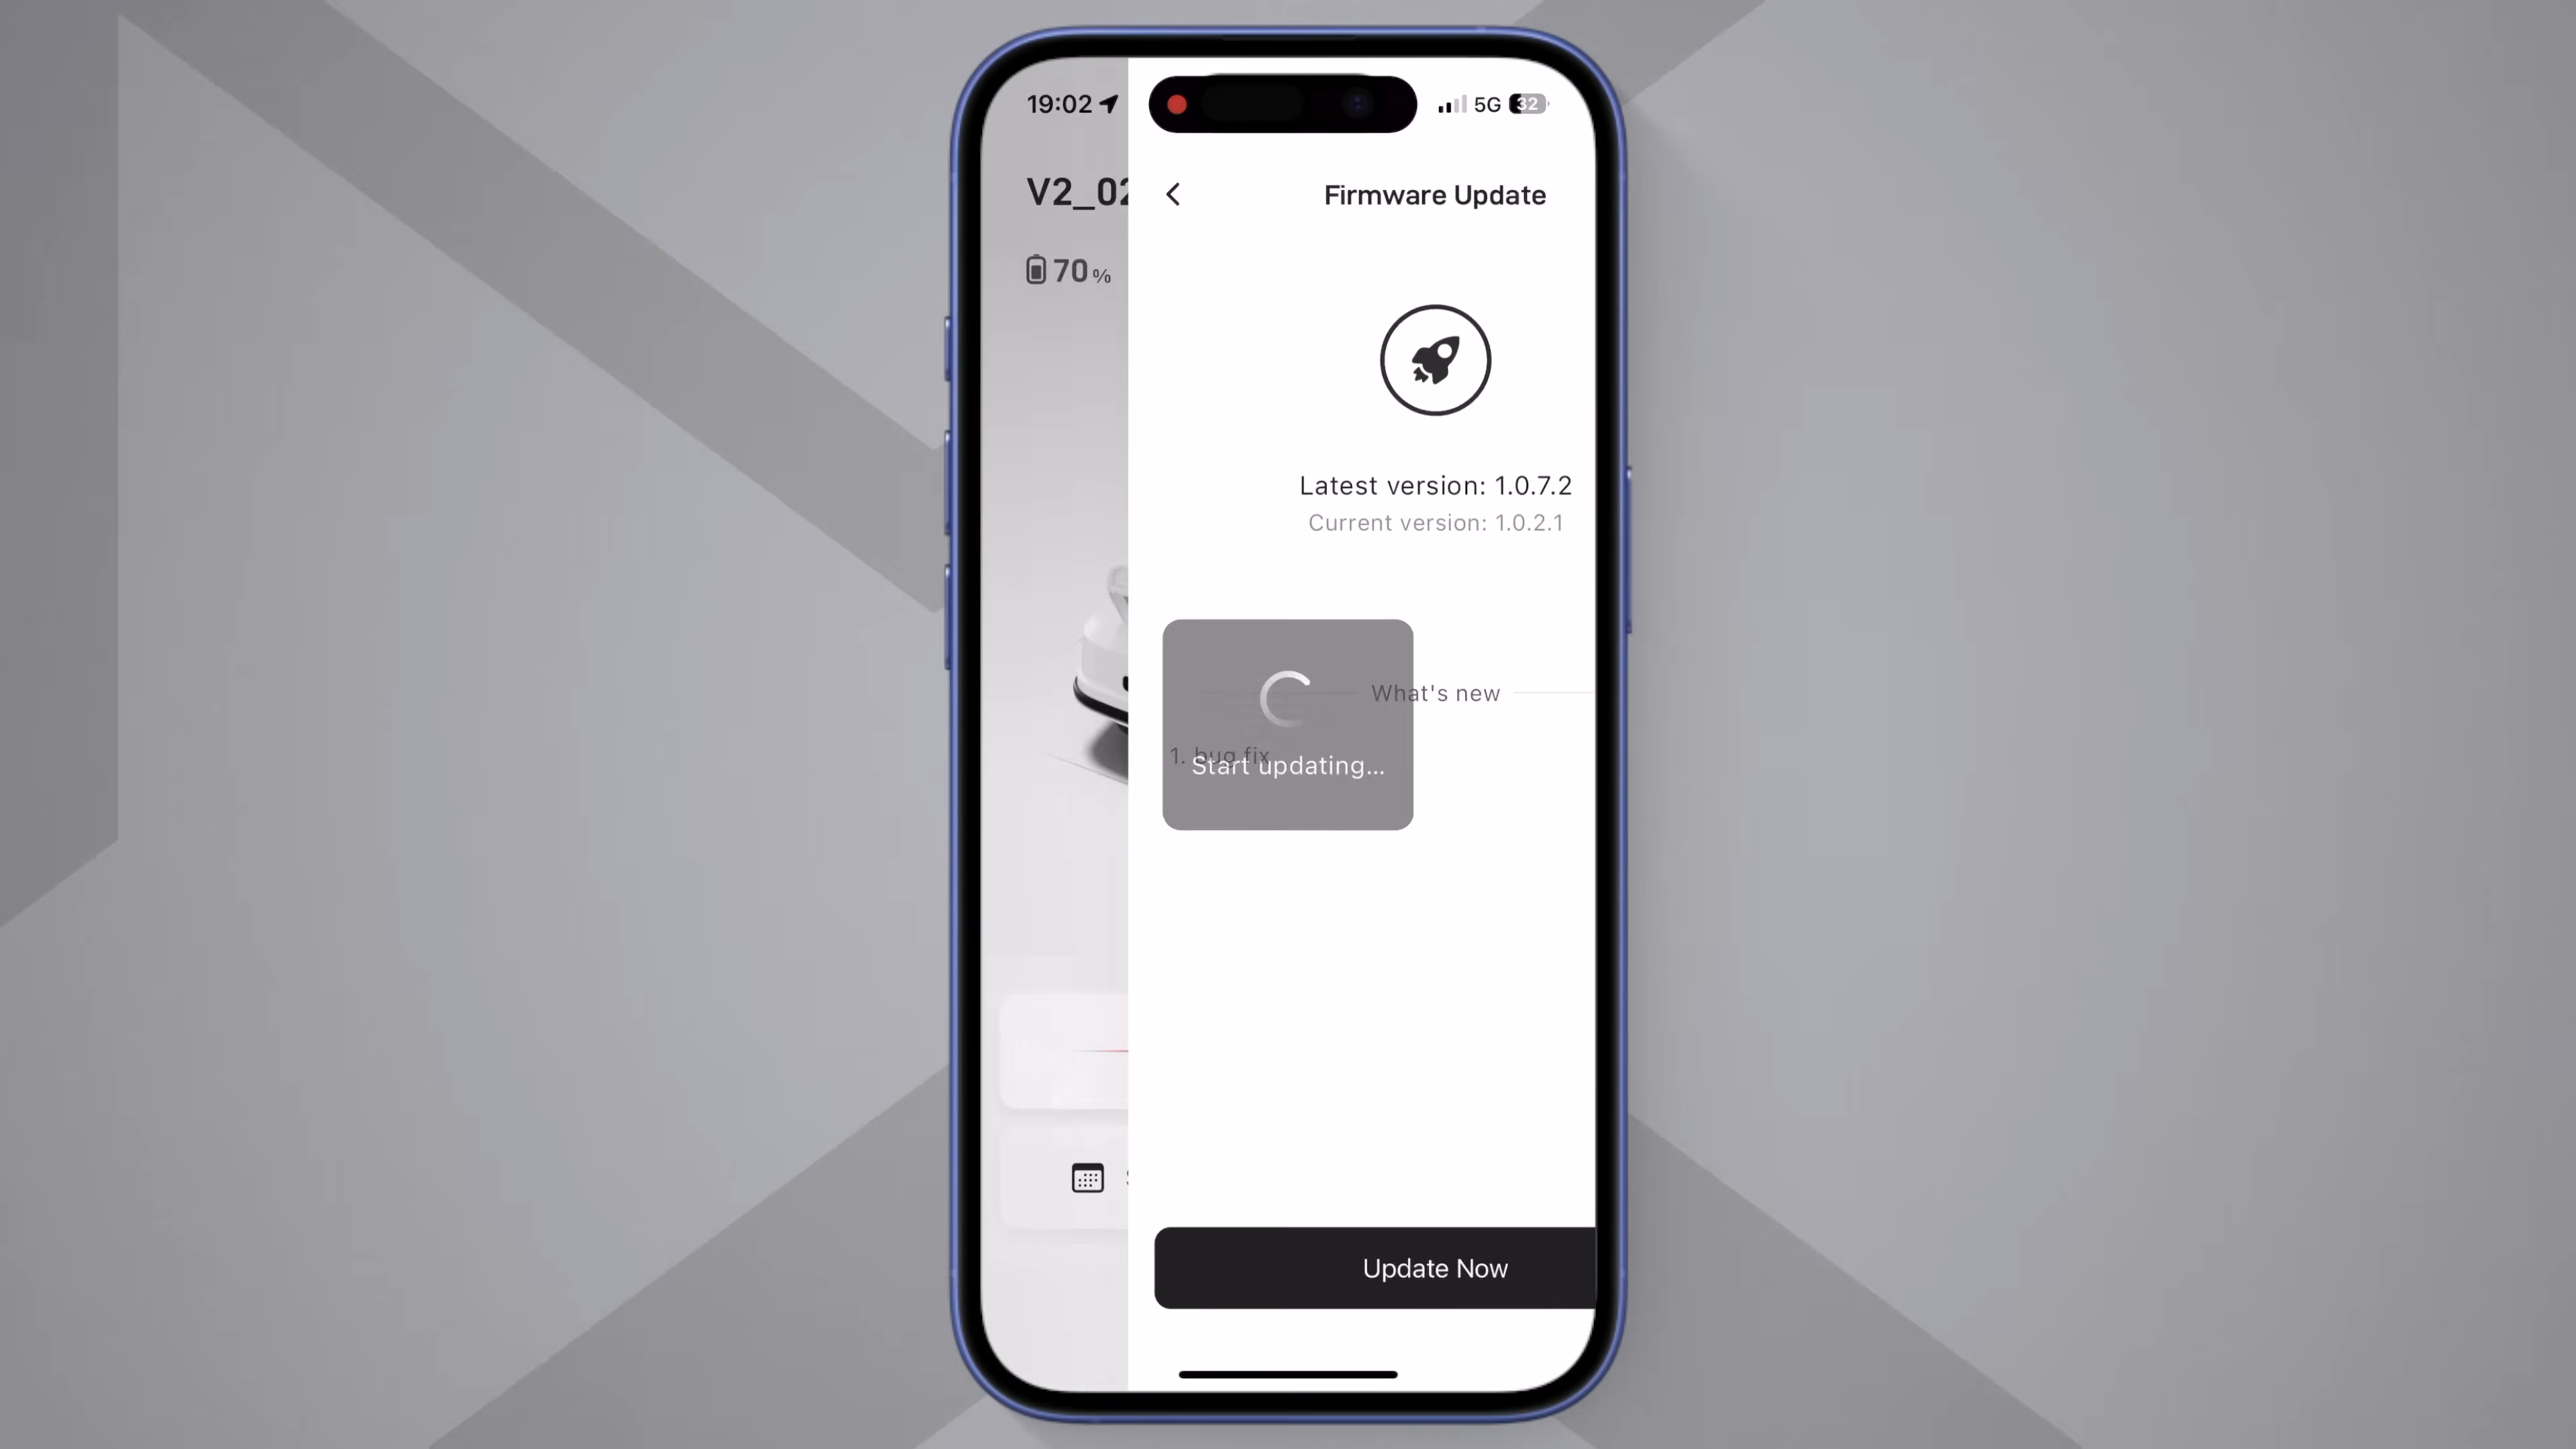 19:02
5G 32
V2_02
Firmware Update
70%
Latest version: 1.0.7.2
Current version: 1.0.2.1
What's new
1. bug fix
Start updating...
Update Now